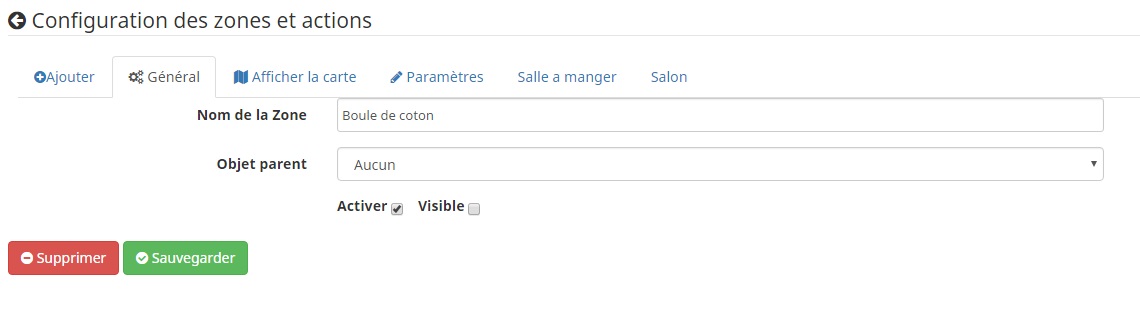 Configuration des zones et actions
Ajouter Général Afficher la carte Paramètres Salle a manger Salon
Nom de la Zone Boule de coton
Objet parent Aucun
Activer Visible
Supprimer Sauvegarder